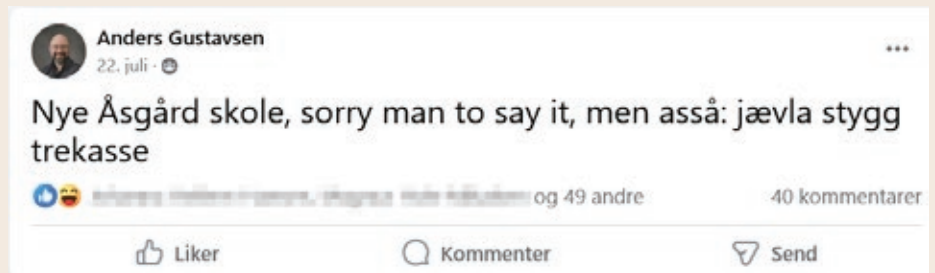 Anders Gustavsen
22. juli
Nye Åsgård skole, sorry man to say it, men asså: jævla stygg
trekasse
og 49 andre 40 kommentarer
Liker Kommenter Send